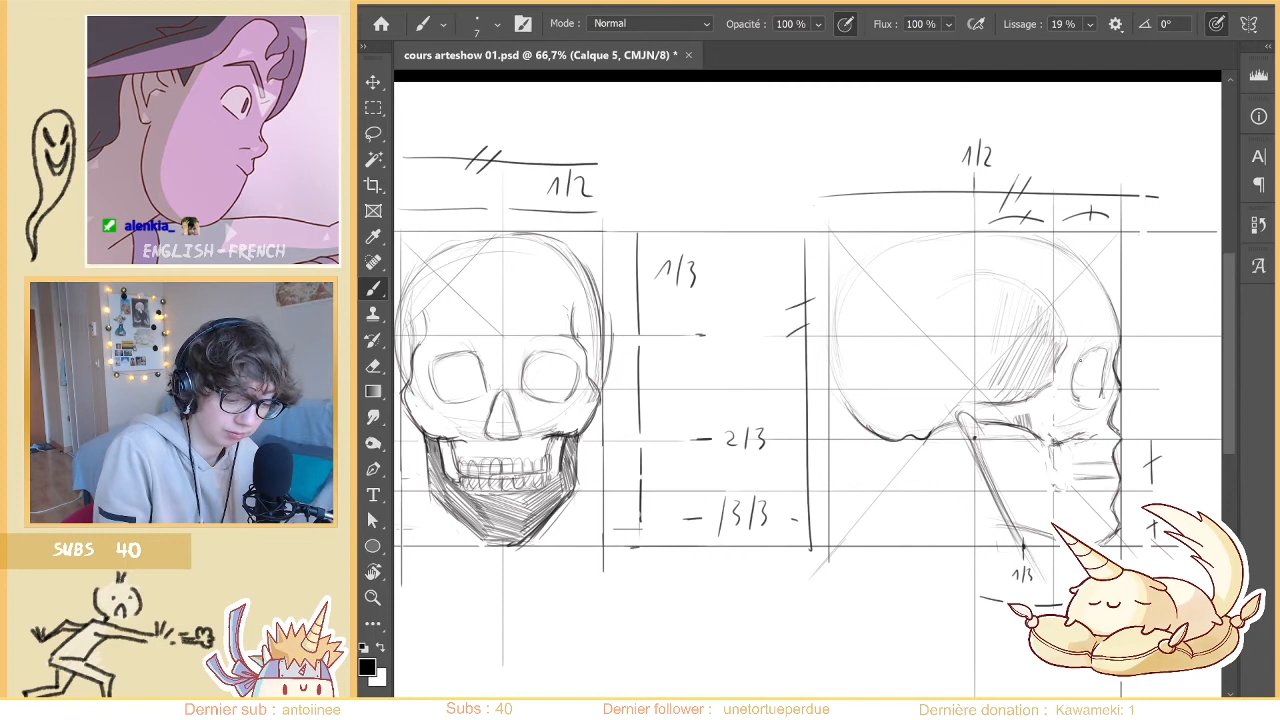 Mode : Normal Opacité : 100 % Flux : 100 % Lissage : 19 % 0°
7
cours arteshow 01.psd @ 66,7% (Calque 5, CMJN/8) * ×
alenkia_
ENGLISH-FRENCH
1/2
1/2
1/3
2/3
3/3
1/3
SUBS 40
Dernier sub : antoiinee
Subs : 40
Dernier follower : unetortueperdue
Dernière donation : Kawameki: 1